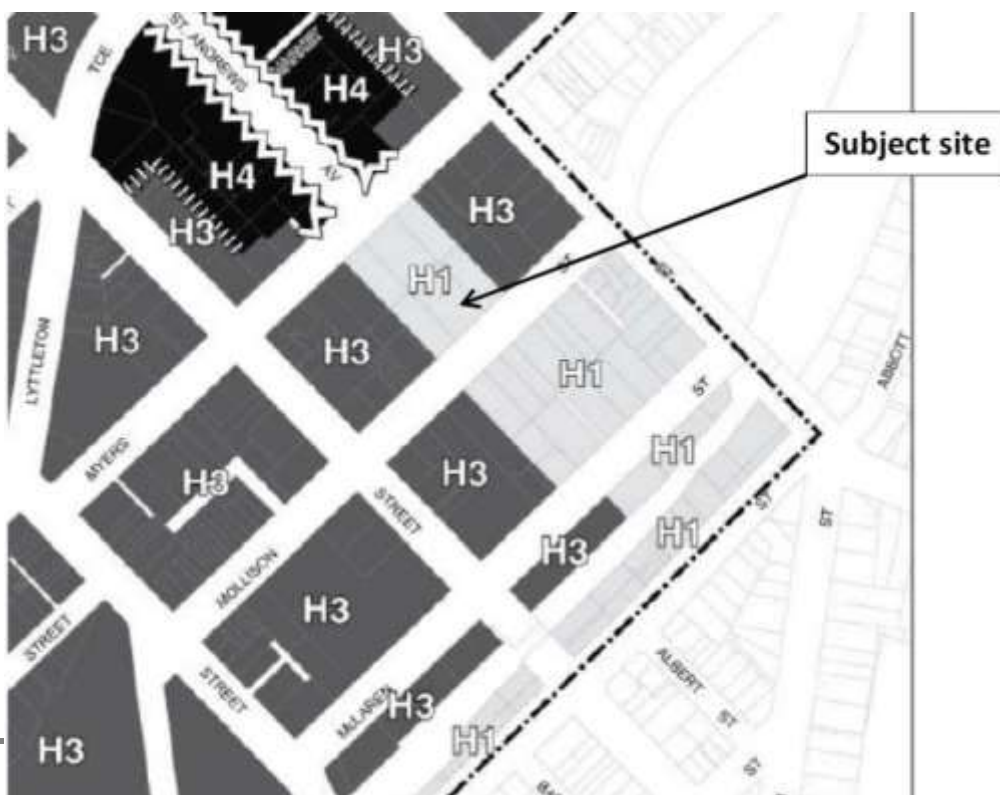 H3
TCE
ST. ANDREWS
H3
H4
Subject site
H4
AV
H3
H3
H1
H3
H3
H1
LYTTLETON
ABBOTT
ST
MYERS
H1
H3
H3
STREET
ST
ST
H1
H3
MOLLISON
H3
STREET
STREET
ALBERT
ST
McLAREN
H3
H1
ST
H3